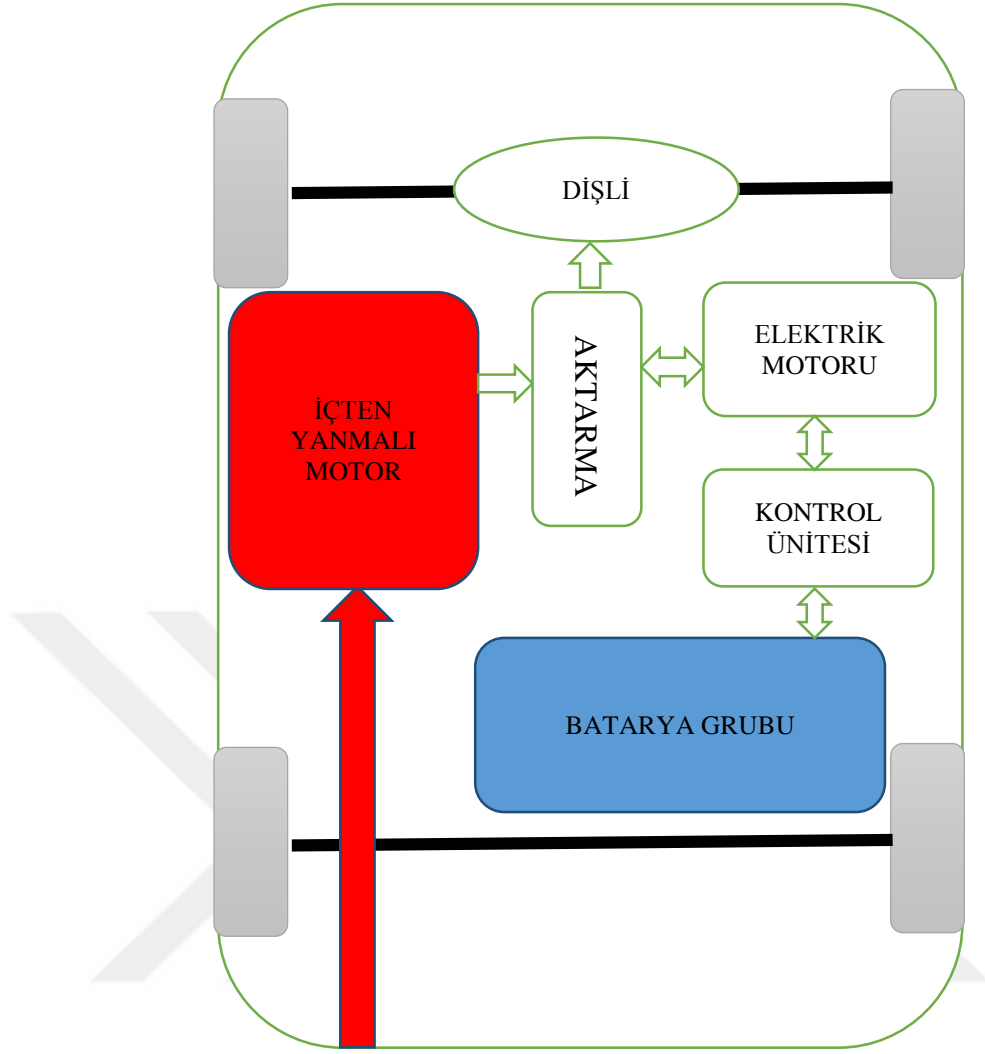 DİŞLİ
İÇTEN
YANMALI
MOTOR
AKTARMA
ELEKTRİK
MOTORU
KONTROL
ÜNİTESİ
BATARYA GRUBU